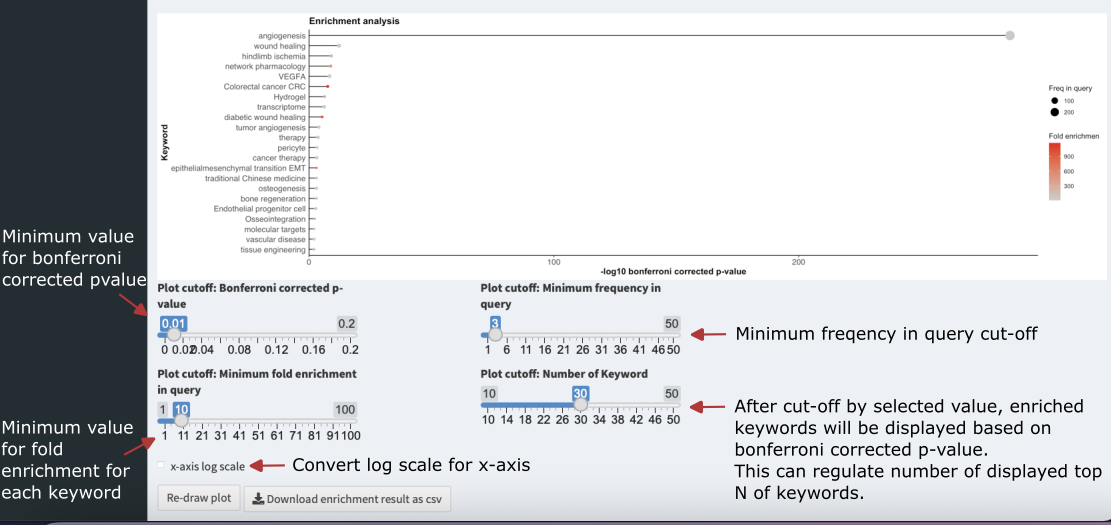 Enrichment analysis
angiogenesis
wound healing
hindlimb ischemia
network pharmacology
VEGFA
Colorectal cancer CRC
Hydrogel
transcriptome
diabetic wound healing
tumor angiogenesis
therapy
pericyte
cancer therapy
epithelialmesenchymal transition EMT
traditional Chinese medicine
osteogenesis
bone regeneration
Endothelial progenitor cell
Osseointegration
molecular targets
vascular disease
tissue engineering
Keyword
0 100 200
-log10 bonferroni corrected p-value
Freq in query
100
200
Fold enrichmen
900
600
300
Minimum value
for bonferroni
corrected pvalue
Plot cutoff: Bonferroni corrected p-
value
0.01 0.2
0 0.02 0.04 0.08 0.12 0.16 0.2
Plot cutoff: Minimum frequency in
query
3 50
1 6 11 16 21 26 31 36 41 46 50
Minimum freqency in query cut-off
Plot cutoff: Minimum fold enrichment
in query
1 10 100
1 11 21 31 41 51 61 71 81 91 100
Plot cutoff: Number of Keyword
10 30 50
10 14 18 22 26 30 34 38 42 46 50
Minimum value
for fold
enrichment for
each keyword
After cut-off by selected value, enriched
keywords will be displayed based on
bonferroni corrected p-value.
This can regulate number of displayed top
N of keywords.
x-axis log scale
Convert log scale for x-axis
Re-draw plot
Download enrichment result as csv